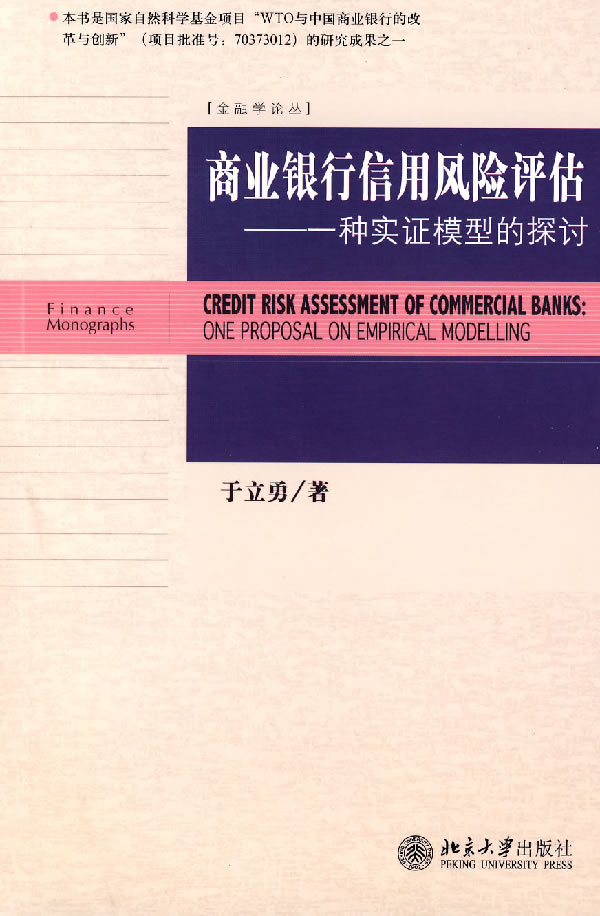 本书是国家自然科学基金项目“WTO与中国商业银行的改
革与创新”（项目批准号：70373012）的研究成果之一
［金融学论丛］
商业银行信用风险评估
——一种实证模型的探讨
Finance
Monographs
CREDIT RISK ASSESSMENT OF COMMERCIAL BANKS:
ONE PROPOSAL ON EMPIRICAL MODELLING
于立勇/著
北京大学出版社
PEKING UNIVERSITY PRESS